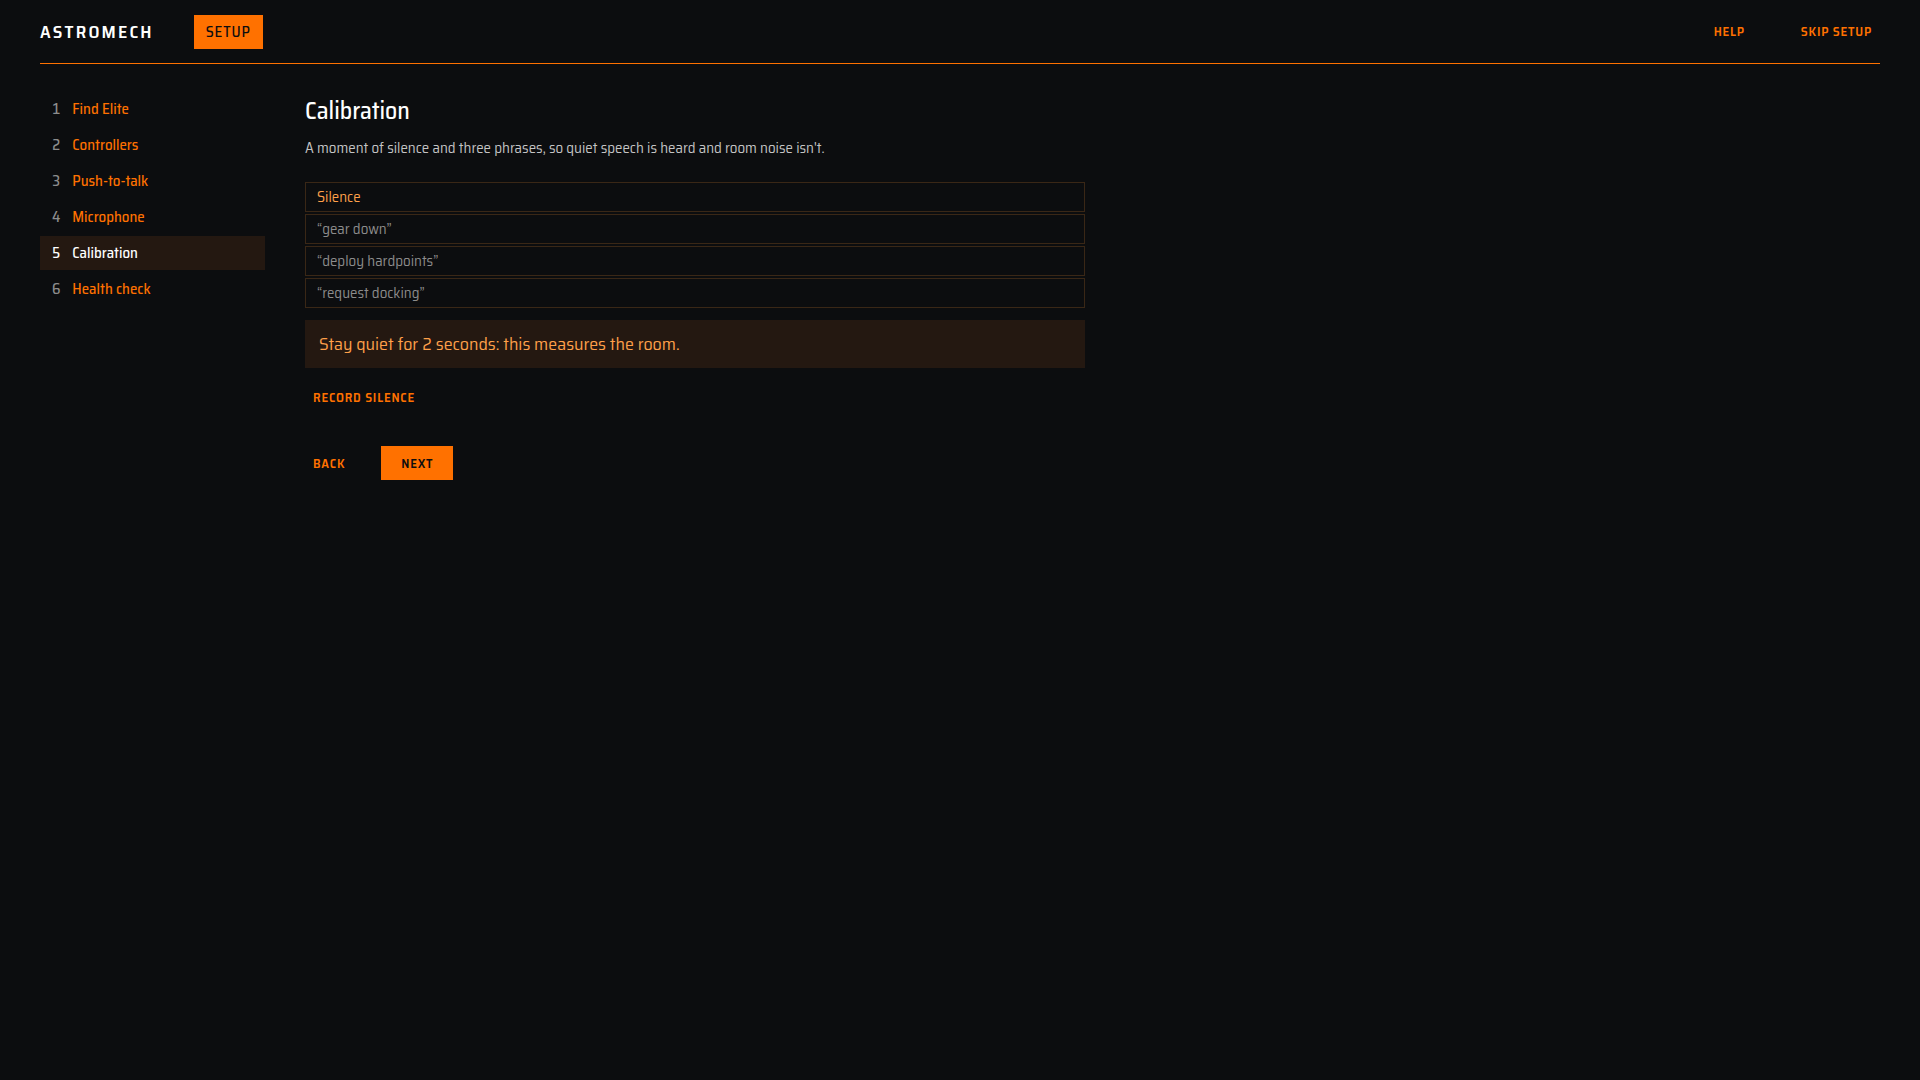 ASTROMECH
SETUP
HELP
SKIP SETUP
1 Find Elite
2 Controllers
3 Push-to-talk
4 Microphone
5 Calibration
6 Health check
Calibration
A moment of silence and three phrases, so quiet speech is heard and room noise isn't.
Silence
“gear down”
“deploy hardpoints”
“request docking”
Stay quiet for 2 seconds: this measures the room.
RECORD SILENCE
BACK
NEXT